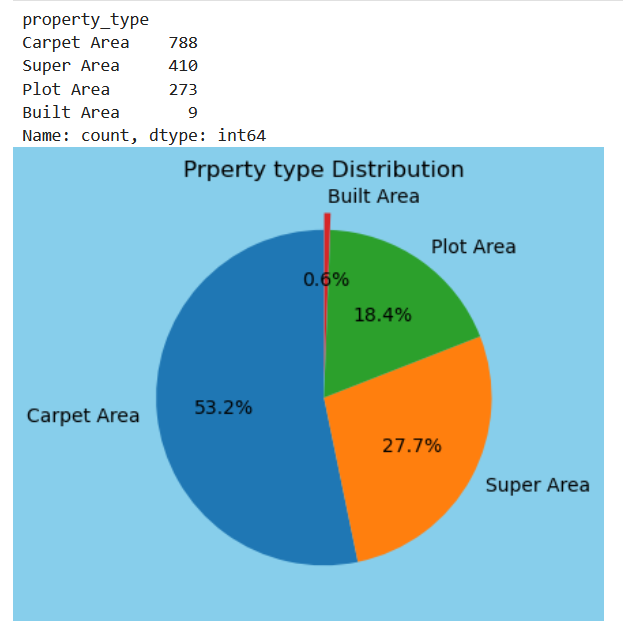 property_type
Carpet Area    788
Super Area     410
Plot Area      273
Built Area       9
Name: count, dtype: int64
Prperty type Distribution
Built Area
Plot Area
0.6%
18.4%
53.2%
Carpet Area
27.7%
Super Area